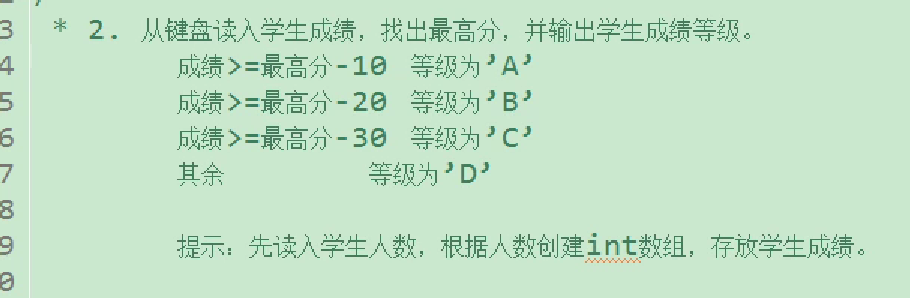 3 * 2. 从键盘读入学生成绩，找出最高分，并输出学生成绩等级。
4 成绩>=最高分-10 等级为’A’
5 成绩>=最高分-20 等级为’B’
6 成绩>=最高分-30 等级为’C’
7 其余 等级为’D’
8
9 提示：先读入学生人数，根据人数创建int数组，存放学生成绩。
0